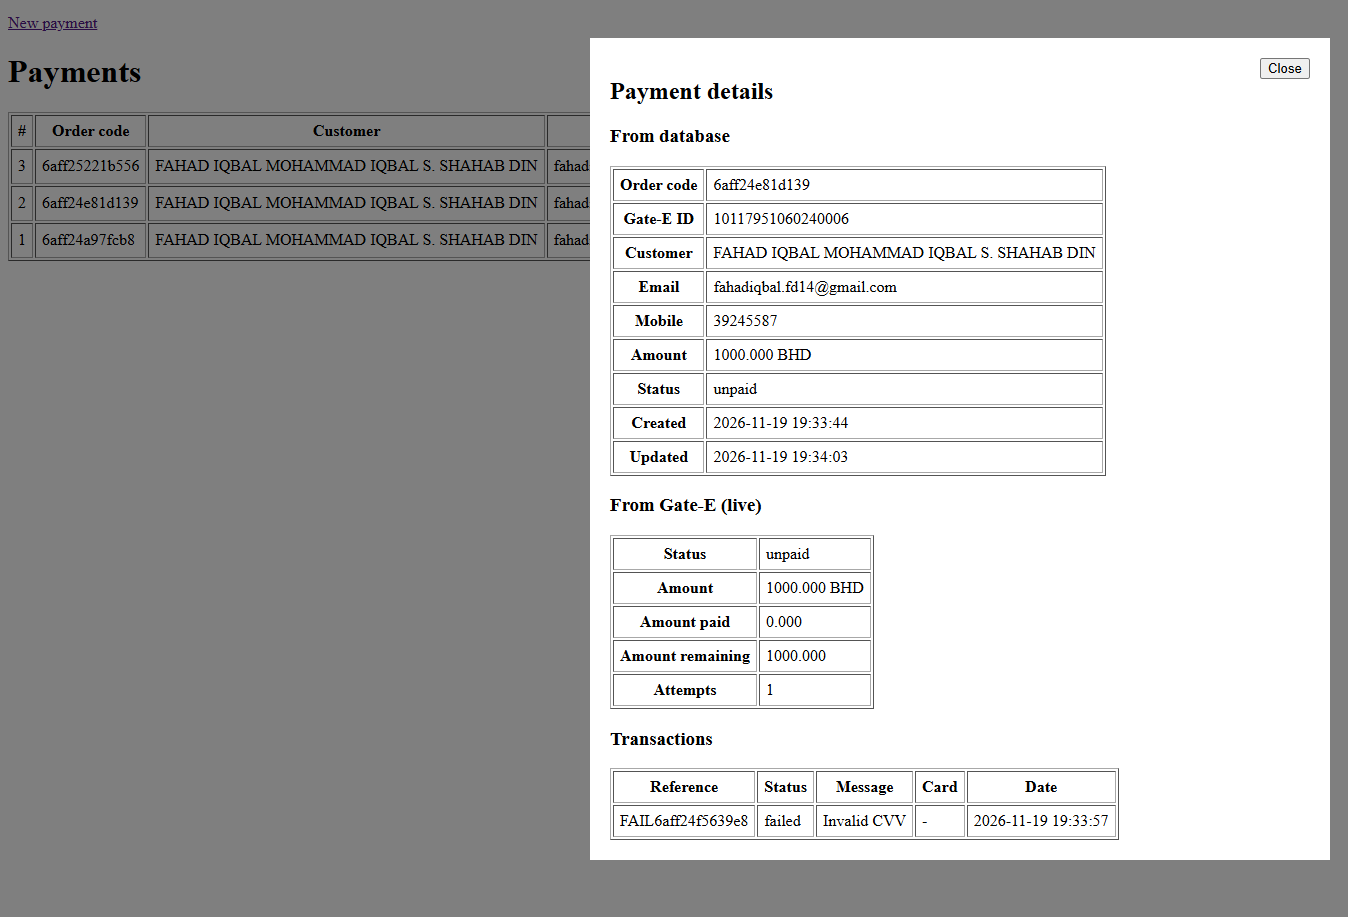 New payment
Payments
# Order code Customer
3 6aff25221b556 FAHAD IQBAL MOHAMMAD IQBAL S. SHAHAB DIN fahad
2 6aff24e81d139 FAHAD IQBAL MOHAMMAD IQBAL S. SHAHAB DIN fahad
1 6aff24a97fcb8 FAHAD IQBAL MOHAMMAD IQBAL S. SHAHAB DIN fahad
Close
Payment details
From database
Order code 6aff24e81d139
Gate-E ID 10117951060240006
Customer FAHAD IQBAL MOHAMMAD IQBAL S. SHAHAB DIN
Email fahadiqbal.fd14@gmail.com
Mobile 39245587
Amount 1000.000 BHD
Status unpaid
Created 2026-11-19 19:33:44
Updated 2026-11-19 19:34:03
From Gate-E (live)
Status unpaid
Amount 1000.000 BHD
Amount paid 0.000
Amount remaining 1000.000
Attempts 1
Transactions
Reference Status Message Card Date
FAIL6aff24f5639e8 failed Invalid CVV - 2026-11-19 19:33:57